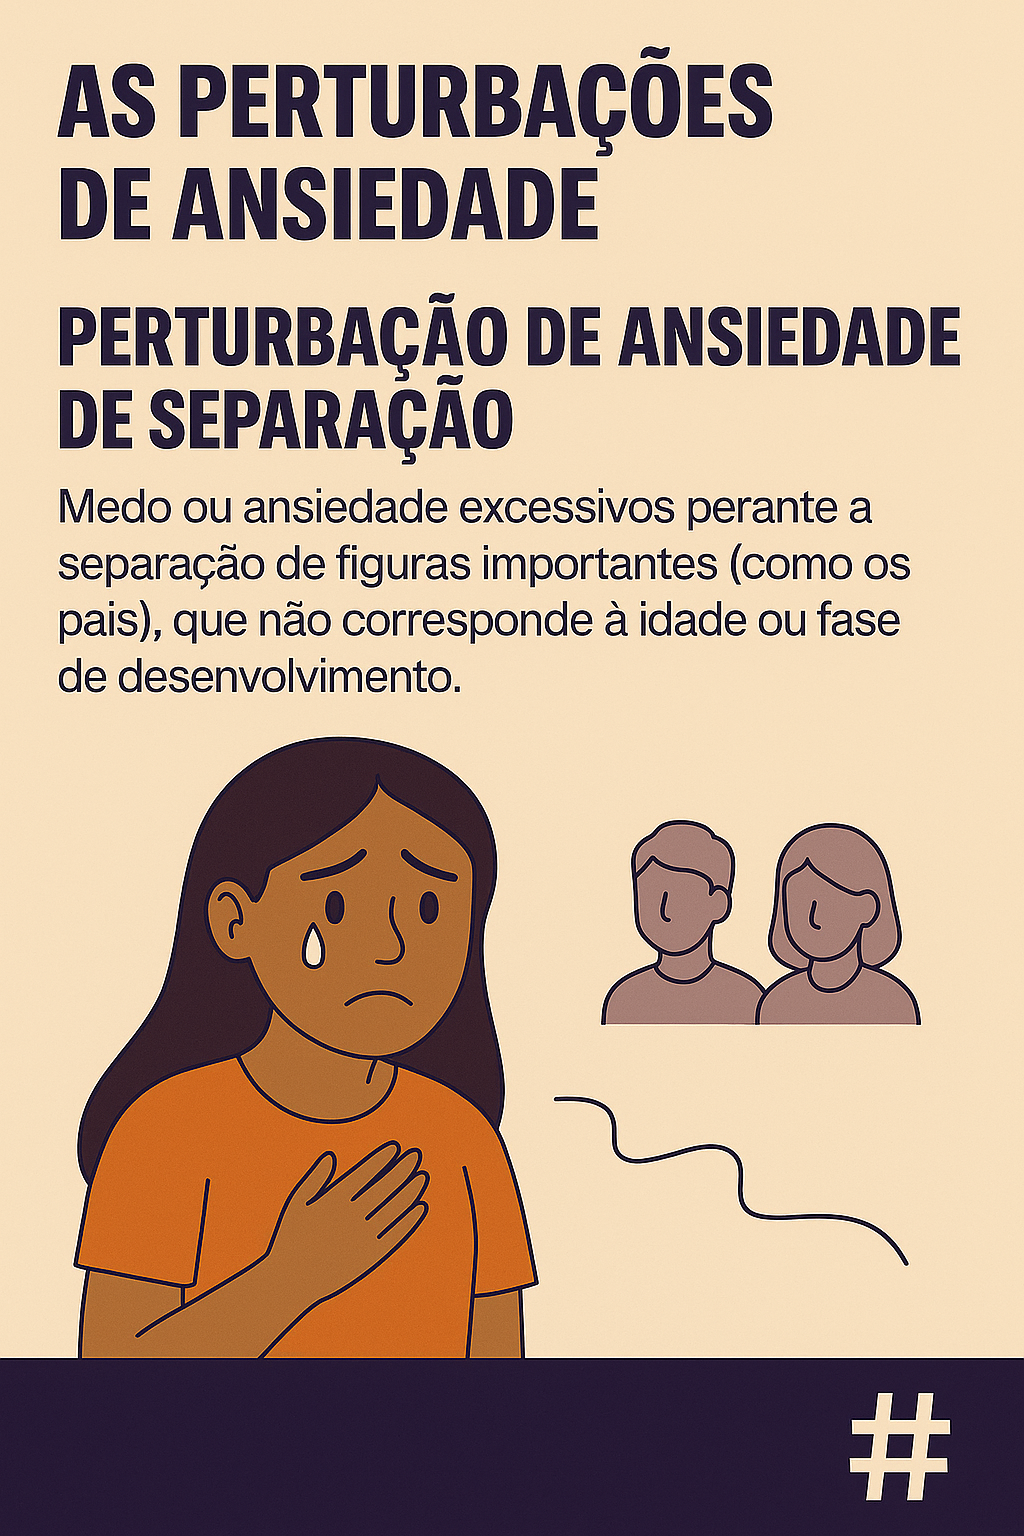 AS PERTURBAÇÕES
DE ANSIEDADE
PERTURBAÇÃO DE ANSIEDADE
DE SEPARAÇÃO
Medo ou ansiedade excessivos perante a
separação de figuras importantes (como os
pais), que não corresponde à idade ou fase
de desenvolvimento.
#